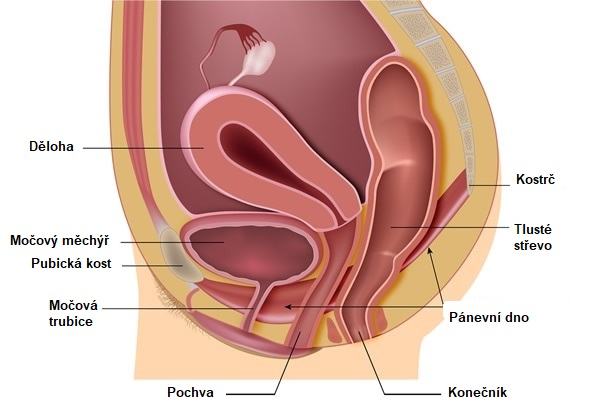 Děloha
Močový měchýř
Pubická kost
Močová
trubice
Pochva
Kostrč
Tlusté
střevo
Pánevní dno
Konečník